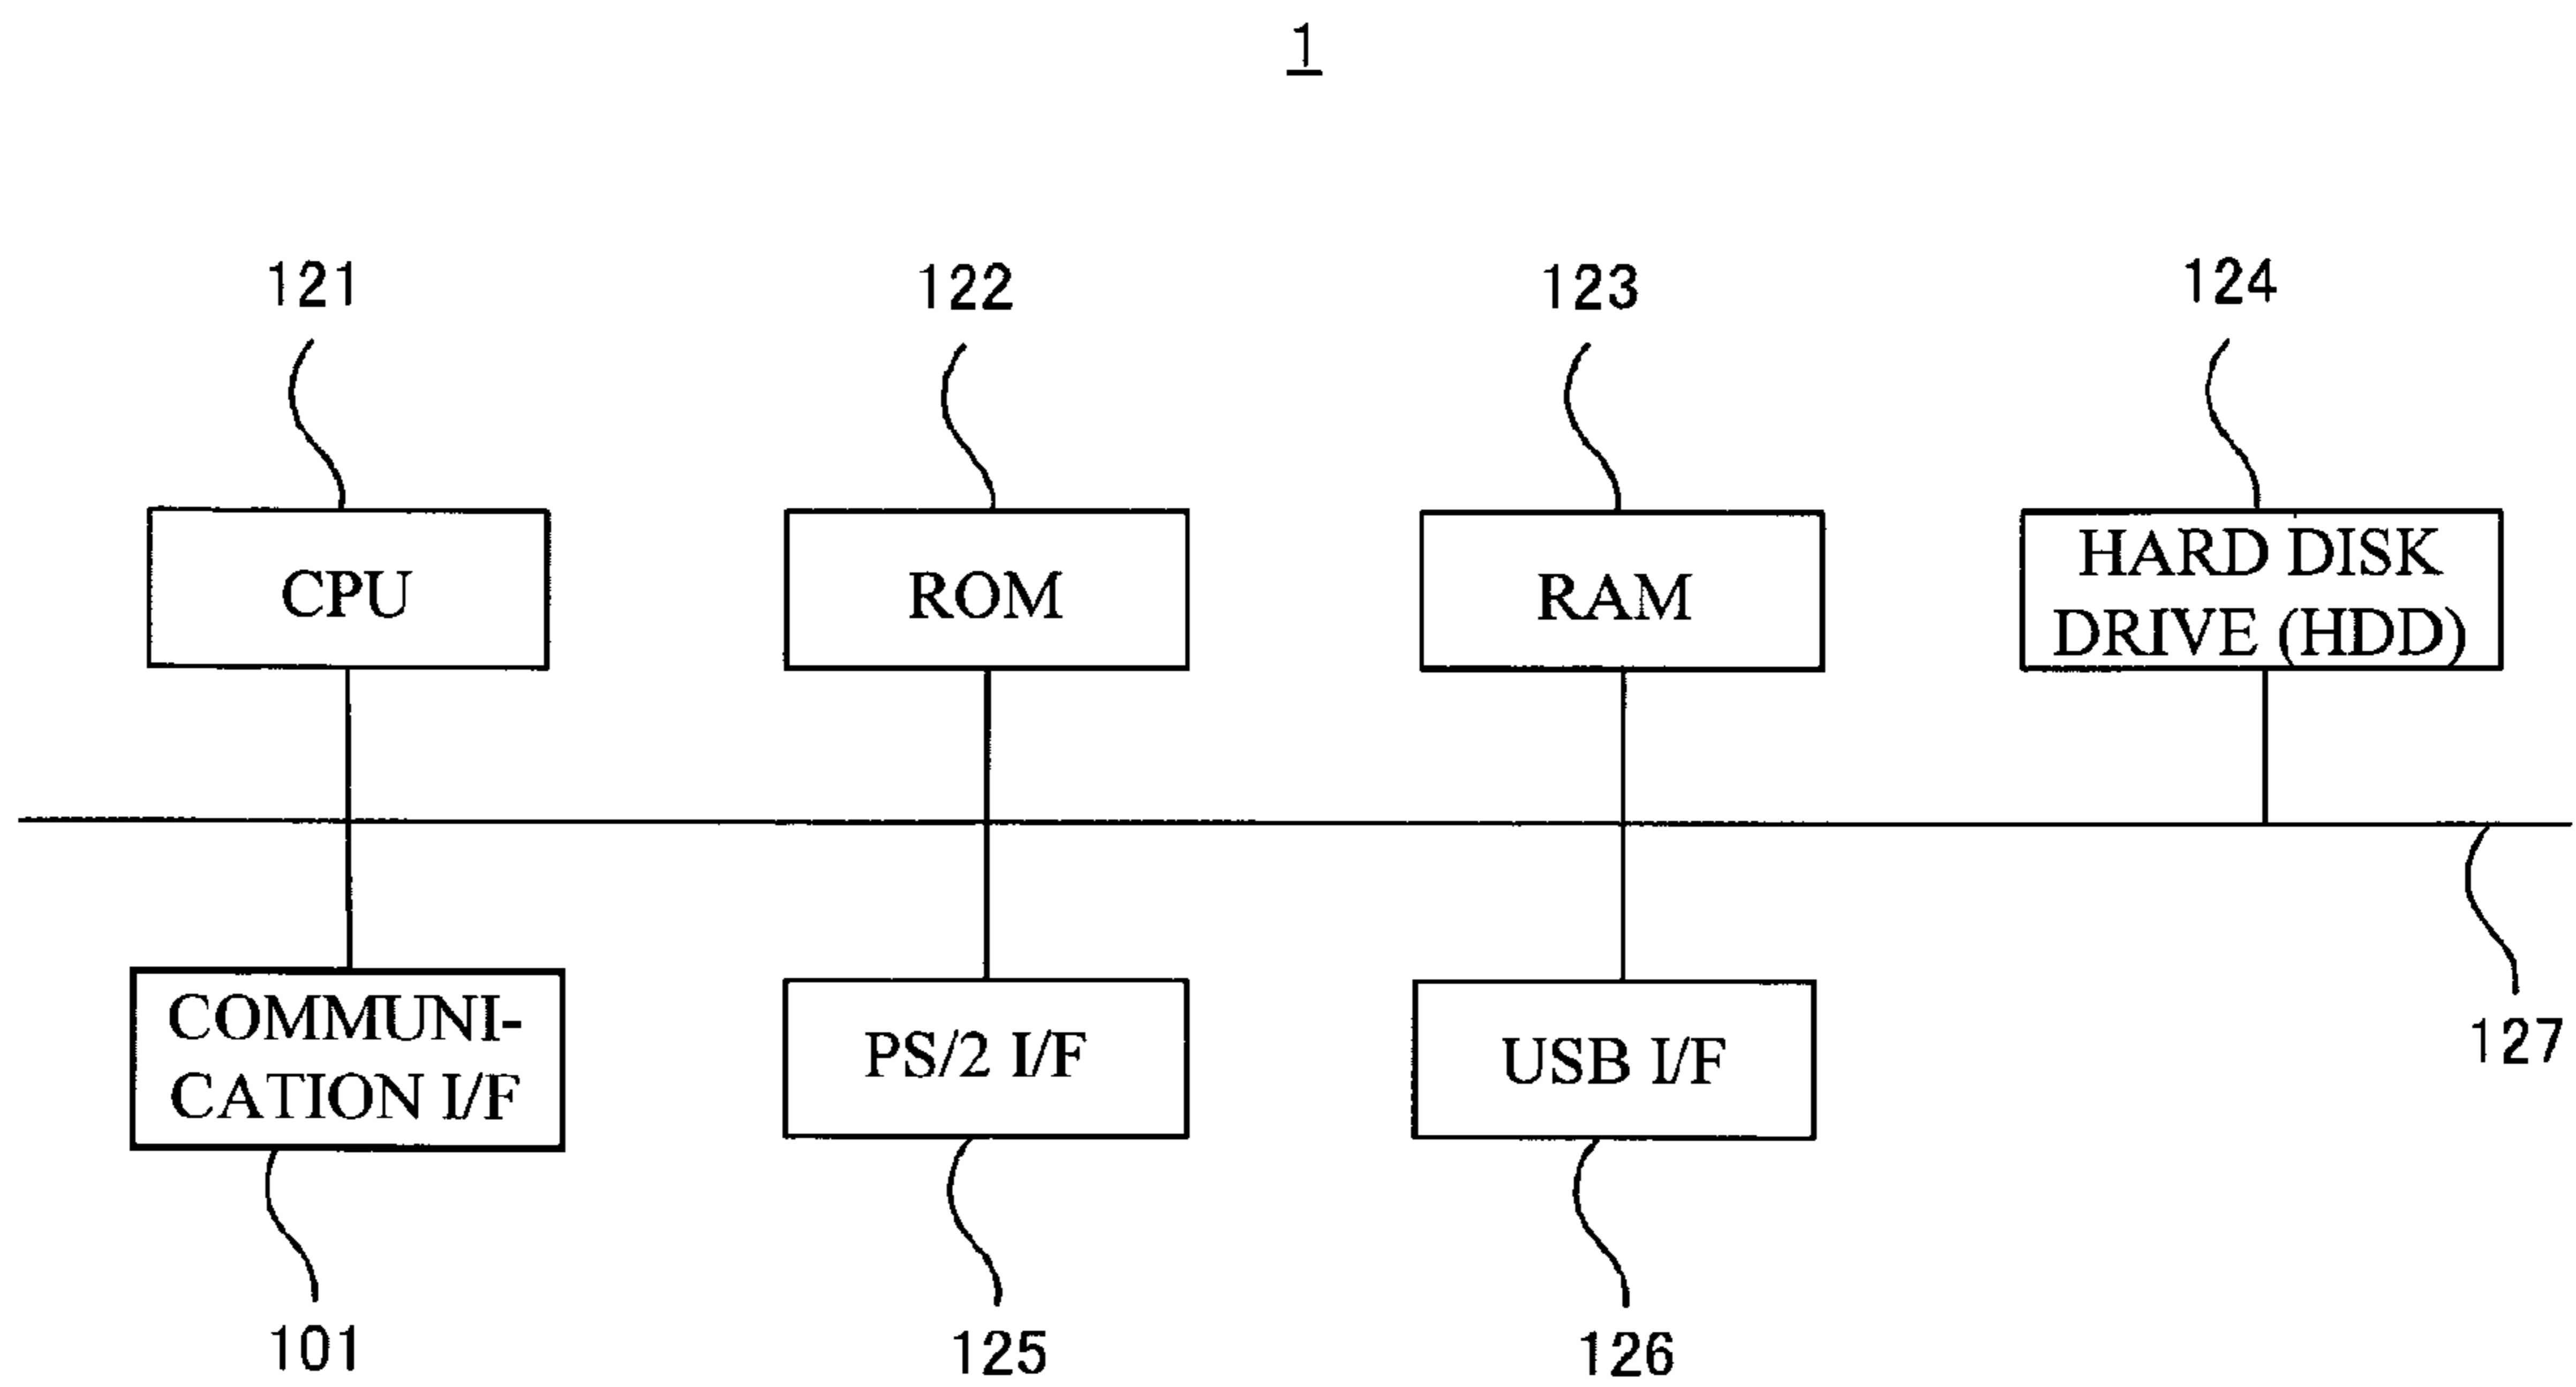 1
121
122
123
124
CPU
ROM
RAM
HARD DISK
DRIVE (HDD)
COMMUNI-
CATION I/F
PS/2 I/F
USB I/F
127
101
125
126